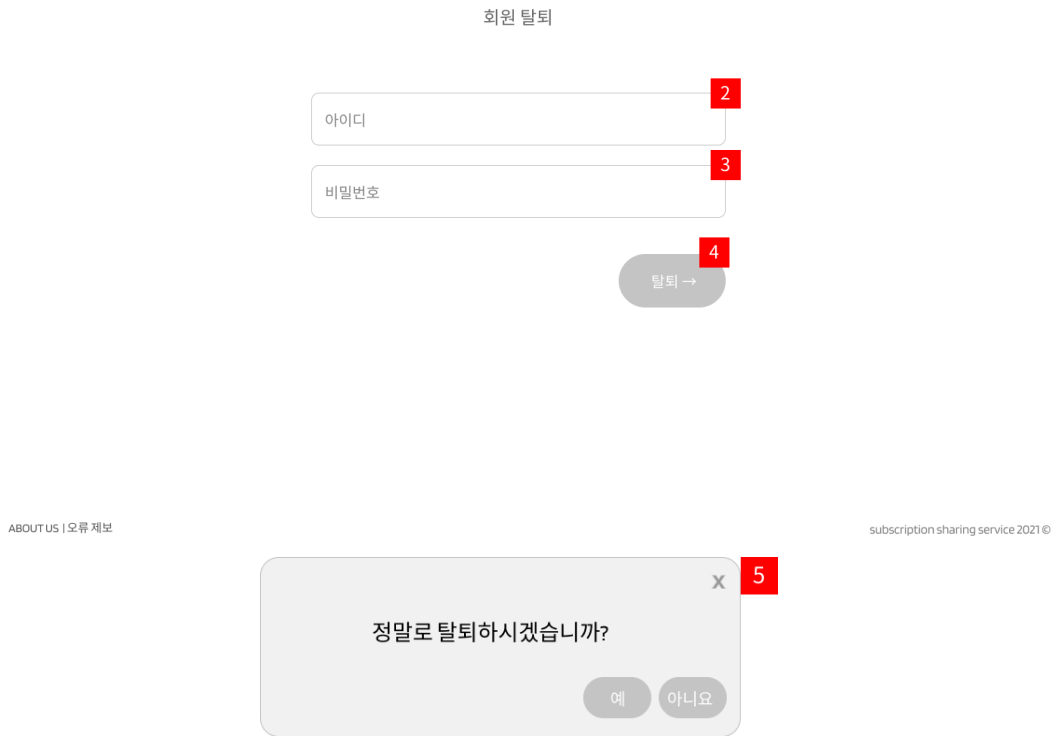 회원 탈퇴
2
아이디
3
비밀번호
4
탈퇴 →
ABOUT US | 오류 제보
subscription sharing service 2021 ©
x
5
정말로 탈퇴하시겠습니까?
예 아니요